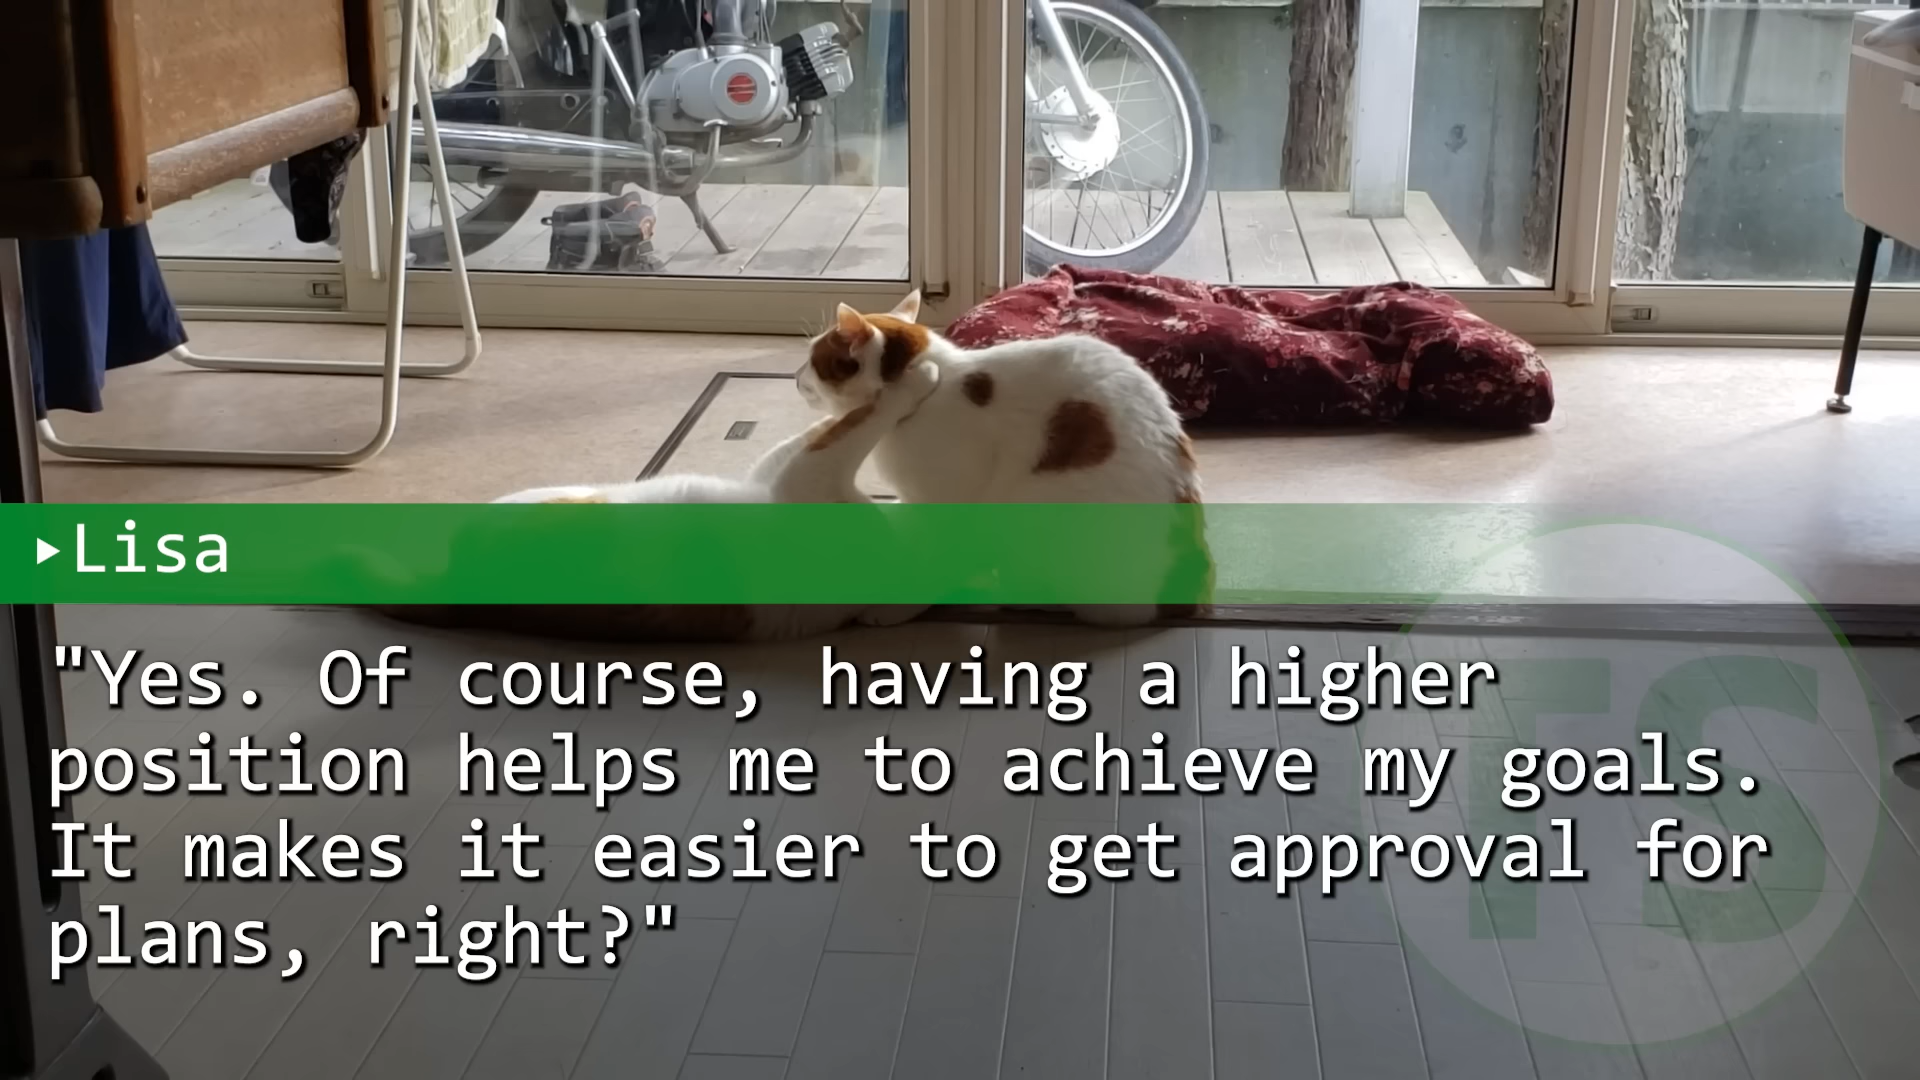 ▶Lisa
"Yes. Of course, having a higher
position helps me to achieve my goals.
It makes it easier to get approval for
plans, right?"
TS